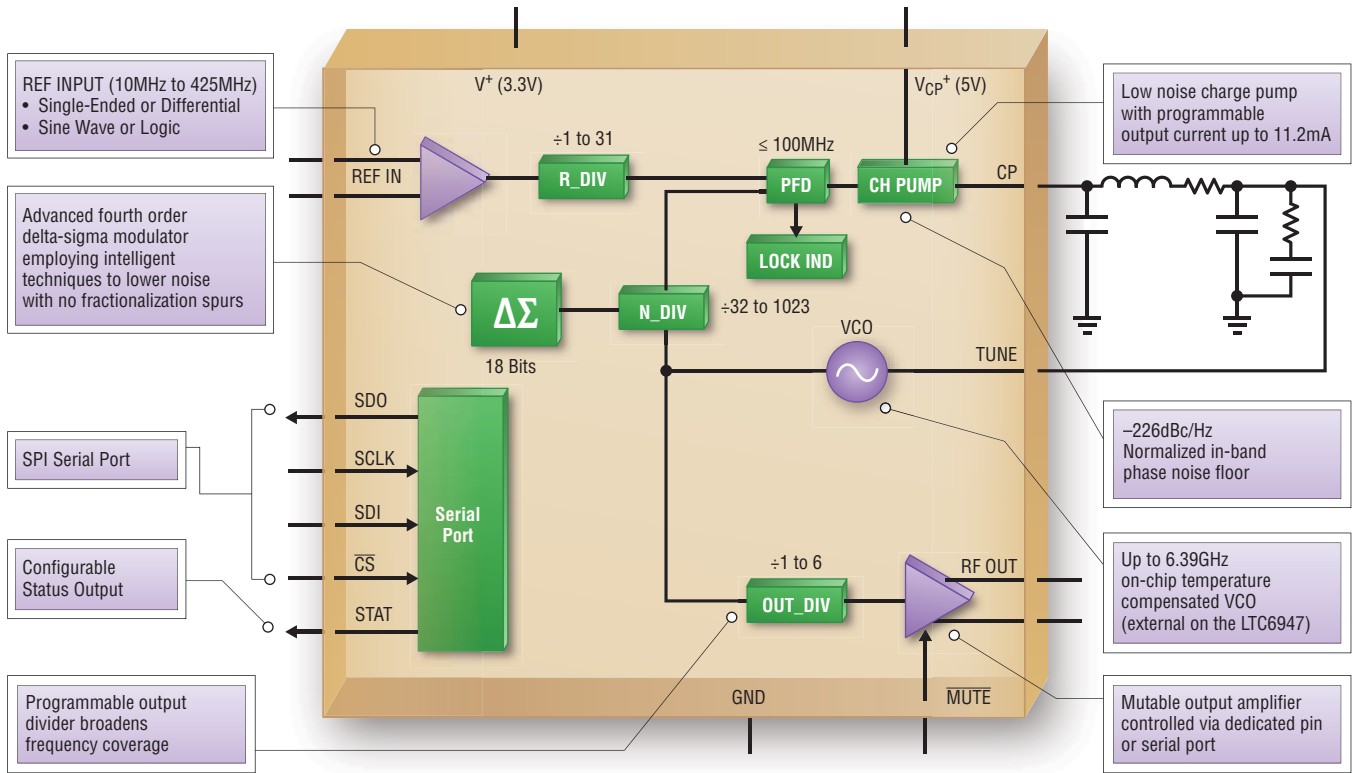 REF INPUT (10MHz to 425MHz)
• Single-Ended or Differential
• Sine Wave or Logic
Advanced fourth order
delta-sigma modulator
employing intelligent
techniques to lower noise
with no fractionalization spurs
SPI Serial Port
Configurable
Status Output
Programmable output
divider broadens
frequency coverage
V+ (3.3V)
VCP+ (5V)
REF IN
÷1 to 31
R_DIV
≤ 100MHz
PFD
CH PUMP
CP
LOCK IND
ΔΣ
18 Bits
N_DIV
÷32 to 1023
VCO
TUNE
SDO
SCLK
SDI
CS
STAT
Serial
Port
÷1 to 6
OUT_DIV
RF OUT
GND
MUTE
Low noise charge pump
with programmable
output current up to 11.2mA
–226dBc/Hz
Normalized in-band
phase noise floor
Up to 6.39GHz
on-chip temperature
compensated VCO
(external on the LTC6947)
Mutable output amplifier
controlled via dedicated pin
or serial port